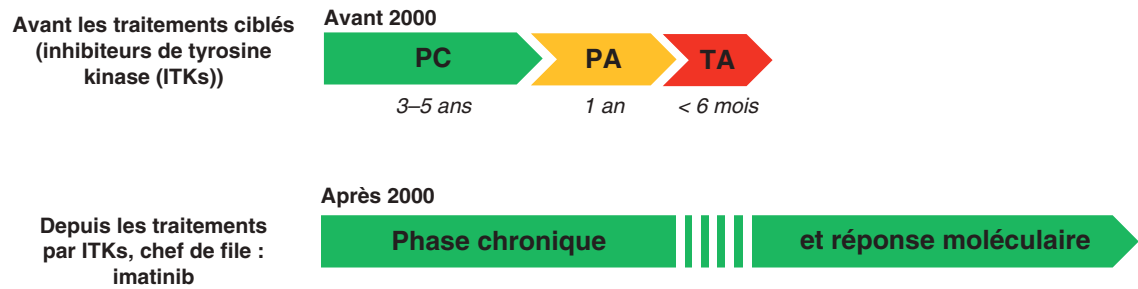 Avant les traitements ciblés
(inhibiteurs de tyrosine
kinase (ITKs))
Avant 2000
PC
PA
TA
3–5 ans
1 an
< 6 mois
Après 2000
Depuis les traitements
par ITKs, chef de file :
imatinib
Phase chronique
et réponse moléculaire